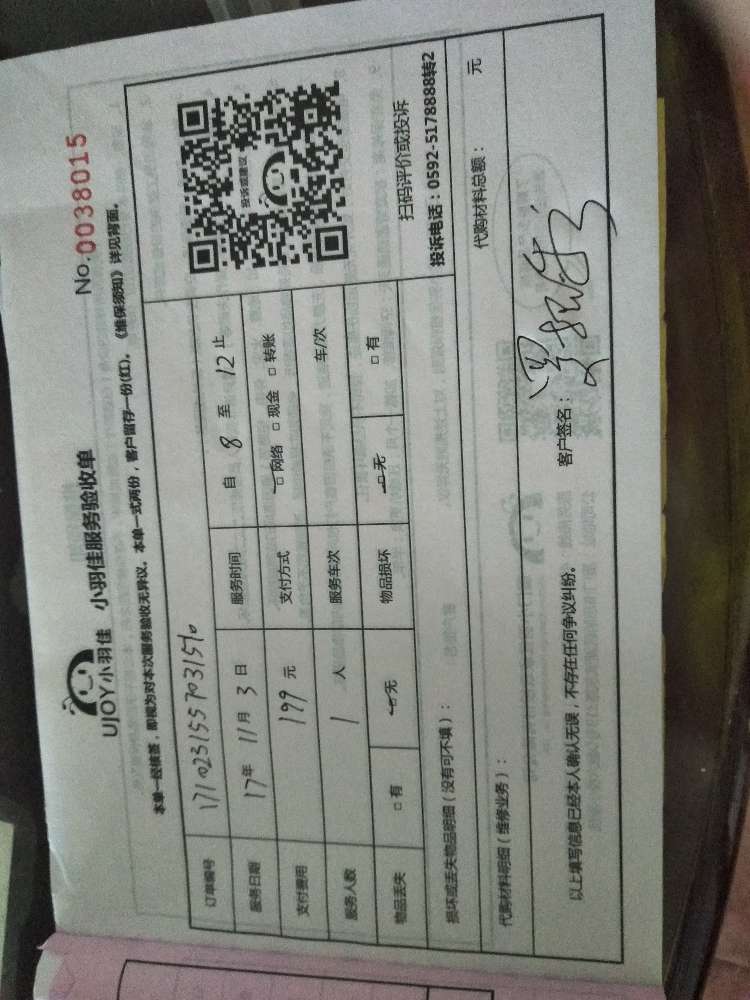 UJOY小羽佳 小羽佳服务验收单
No.0038015
本单一经核签,即视为对本次服务验收无异议。本单一式两份,客户留存一份(红)。《维保须知》详见背面。
订单编号 1710231557031510
服务日期 17年 11月 3日 服务时间 自 8 至 12 止
支付费用 199 元 支付方式 □网络 □现金 □转账
服务人数 1 人 服务车次 车/次
物品丢失 □有 □无 物品损坏 □无 □有
投诉或建议
扫码评价或投诉
投诉电话:0592-5178888转2
损坏或丢失物品明细(没有可不填):
代购材料明细(维修业务): 代购材料总额: 元
以上填写信息已经本人确认无误,不存在任何争议纠纷。 客户签名: